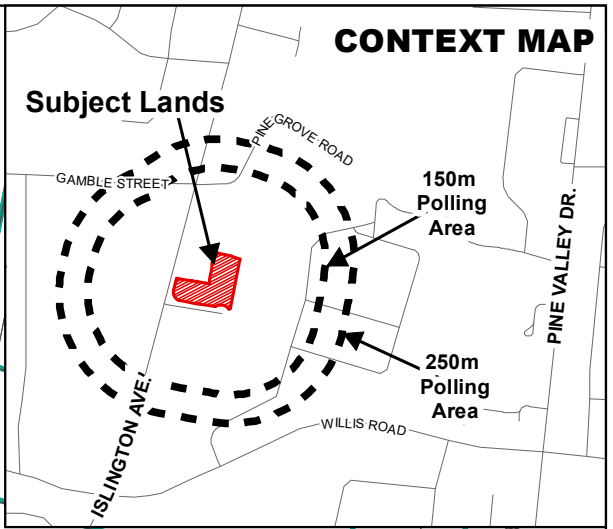 CONTEXT MAP
Subject Lands
PINE GROVE ROAD
GAMBLE STREET
150m
Polling
Area
PINE VALLEY DR.
250m
Polling
Area
WILLIS ROAD
ISLINGTON AVE.